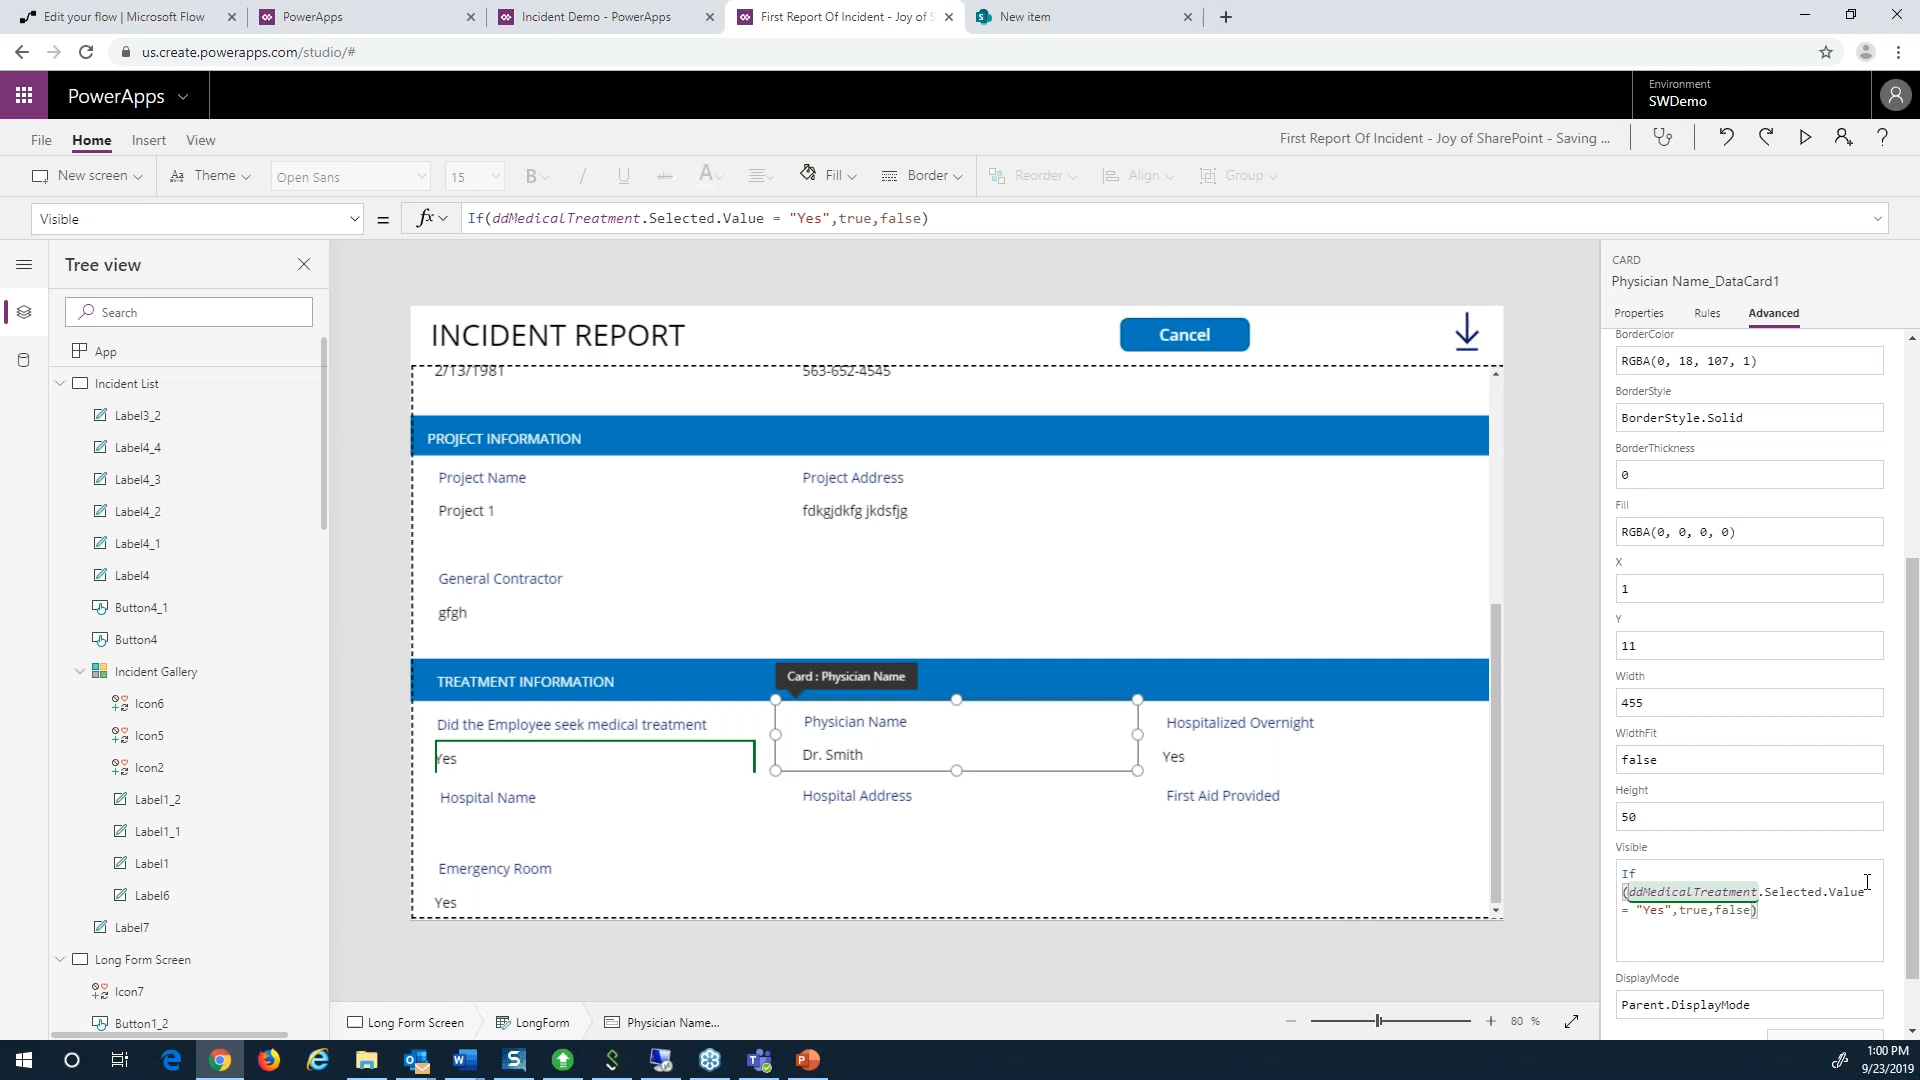 Edit your flow | Microsoft Flow
PowerApps
Incident Demo - PowerApps
First Report Of Incident - Joy of S
New item
us.create.powerapps.com/studio/#
PowerApps
Environment
SWDemo
File
Home
Insert
View
First Report Of Incident - Joy of SharePoint - Saving ...
New screen
Theme
Open Sans
15
B
I
U
abc
A
Fill
Border
Reorder
Align
Group
Visible
=
fx
If(ddMedicalTreatment.Selected.Value = "Yes",true,false)
Tree view
Search
App
Incident List
Label3_2
Label4_4
Label4_3
Label4_2
Label4_1
Label4
Button4_1
Button4
Incident Gallery
Icon6
Icon5
Icon2
Label1_2
Label1_1
Label1
Label6
Label7
Long Form Screen
Icon7
Button1_2
INCIDENT REPORT
Cancel
2/13/1981
563-652-4545
PROJECT INFORMATION
Project Name
Project Address
Project 1
fdkgjdkfg jkdsfjg
General Contractor
gfgh
TREATMENT INFORMATION
Card : Physician Name
Did the Employee seek medical treatment
Physician Name
Hospitalized Overnight
Yes
Dr. Smith
Yes
Hospital Name
Hospital Address
First Aid Provided
Emergency Room
Yes
Long Form Screen
LongForm
Physician Name...
80 %
CARD
Physician Name_DataCard1
Properties
Rules
Advanced
BorderColor
RGBA(0, 18, 107, 1)
BorderStyle
BorderStyle.Solid
BorderThickness
0
Fill
RGBA(0, 0, 0, 0)
X
1
Y
11
Width
455
WidthFit
false
Height
50
Visible
If
(ddMedicalTreatment.Selected.Value
= "Yes",true,false)
DisplayMode
Parent.DisplayMode
1:00 PM
9/23/2019